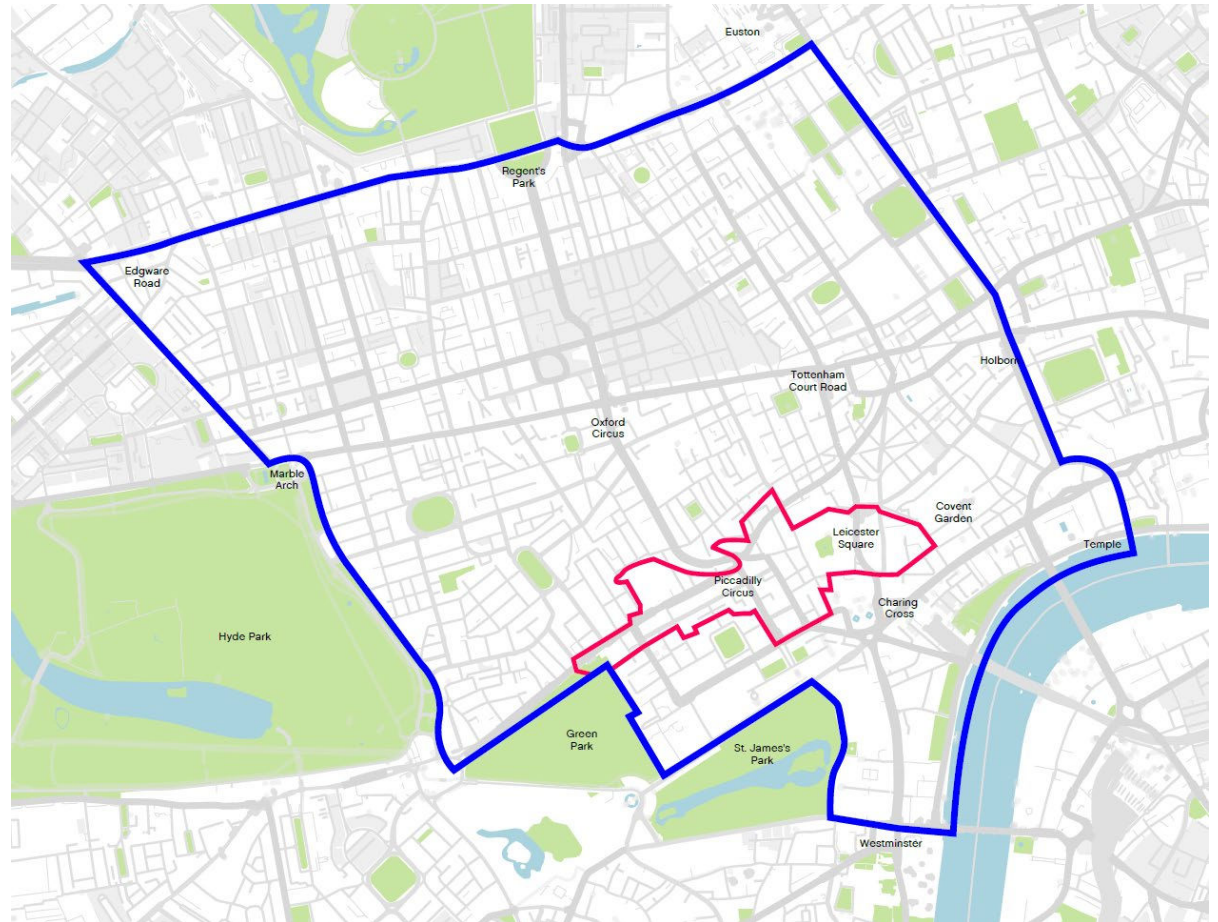 Euston
Regent's
Park
Edgware
Road
Holborn
Tottenham
Court Road
Oxford
Circus
Marble
Arch
Covent
Garden
Leicester
Square
Temple
Piccadilly
Circus
Charing
Cross
Hyde Park
Green
Park
St. James's
Park
Westminster